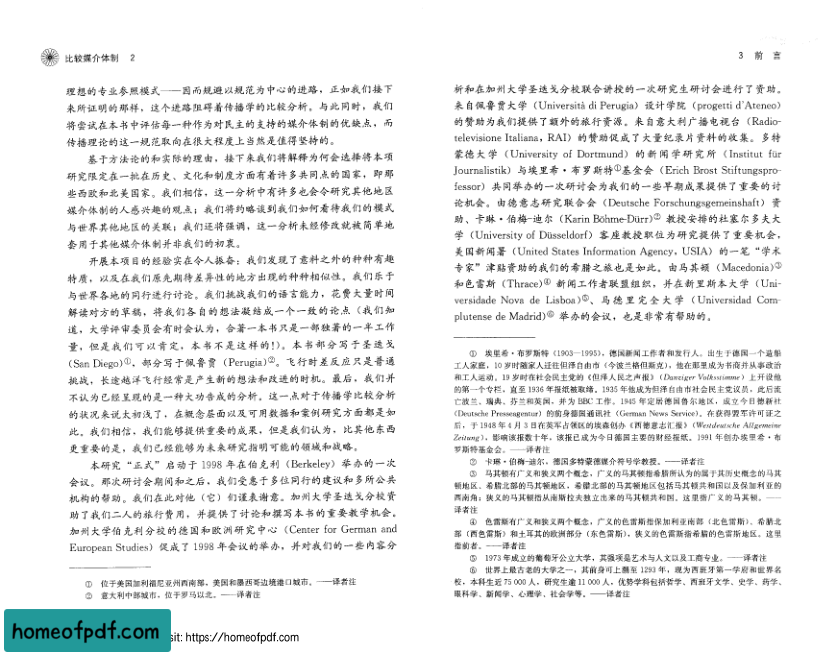 比较媒介体制 2
理想的专业参照模式——因而规避以规范为中心的进路，正如我们接下
来所证明的那样，这个进路阻碍着传播学的比较分析。与此同时，我们
将尝试在本书中评估每一种作为对民主的支持的媒介体制的优缺点，而
传播理论的这一规范取向在很大程度上当然是值得坚持的。
基于方法论的和实际的理由，接下来我们将解释为何会选择将本项
研究限定在一批在历史、文化和制度方面有着许多共同点的国家，即那
些西欧和北美国家。我们相信，这一分析中有许多也会令研究其他地区
媒介体制的人感兴趣的观点；我们将约略谈到我们如何看待我们的模式
与世界其他地区的关联；我们还将强调，这一分析未经修改就被简单地
套用于其他媒介体制并非我们的初衷。
开展本项目的经验实在令人振奋：我们发现了意料之外的种种有趣
特质，以及在我们原先期待差异性的地方出现的种种相似性。我们乐于
与世界各地的同行进行讨论。我们挑战我们的语言能力，花费大量时间
解读对方的草稿，将我们各自的想法凝结成一个一致的论点（我们知
道，大学评审委员会有时会认为，合著一本书只是一部独著的一半工作
量，但是我们可以肯定，本书不是这样的！）。本书部分写于圣迭戈
(San Diego)①，部分写于佩鲁贾（Perugia)②。飞行时差反应只是普通
挑战，长途越洋飞行经常是产生新的想法和改进的时机。最后，我们并
不认为已经呈现的是一种大功告成的分析。这一点对于传播学比较分析
的状况来说太初浅了，在概念层面以及可用数据和案例研究方面都是如
此。我们相信，我们能够提供重要的成果，但是我们认为，比其他东西
更重要的是，我们已经能够为未来研究指明可能的领域和战略。
本研究“正式”启动于 1998 年在伯克利（Berkeley）举办的一次
会议。那次研讨会期间和之后，我们受惠于多位同行的建议和多所公共
机构的帮助。我们在此对他（它）们谨表谢意。加州大学圣迭戈分校资
助了我们二人的旅行费用，并提供了讨论和撰写本书的重要教学机会。
加州大学伯克利分校的德国和欧洲研究中心（Center for German and
European Studies）促成了 1998 年会议的举办，并对我们的一些内容分
① 位于美国加利福尼亚州西南部，美国和墨西哥边境港口城市。——译者注
② 意大利中部城市，位于罗马以北。——译者注
3 前 言
析和在加州大学圣迭戈分校联合讲授的一次研究生研讨会进行了资助。
来自佩鲁贾大学（Università di Perugia）设计学院（progetti d'Ateneo）
的赞助为我们提供了额外的旅行资源。来自意大利广播电视台（Radio-
televisione Italiana，RAI）的赞助促成了大量纪录片资料的收集。多特
蒙德大学（University of Dortmund）的新闻学研究所（Institut für
Journalistik）与埃里希·布罗斯特①基金会（Erich Brost Stiftungspro-
fessor）共同举办的一次研讨会为我们的一些早期成果提供了重要的讨
论机会。由德意志研究联合会（Deutsche Forschungsgemeinshaft）资
助、卡琳·伯梅-迪尔（Karin Böhme-Dürr)② 教授安排的杜塞尔多夫大
学（University of Düsseldorf）客座教授职位为研究提供了重要机会，
美国新闻署（United States Information Agency，USIA）的一笔“学术
专家”津贴资助的我们的希腊之旅也是如此。由马其顿（Macedonia)③
和色雷斯（Thrace)④ 新闻工作者联盟组织，并在新里斯本大学（Uni-
versidade Nova de Lisboa)⑤、马德里完全大学（Universidad Com-
plutense de Madrid)⑥ 举办的会议，也是非常有帮助的。
① 埃里希·布罗斯特（1903—1995)，德国新闻工作者和发行人。出生于德国一个造船
工人家庭，10 岁时随家人迁往但泽自由市（今波兰格但斯克)，他在那里成为书商并从事政治
和工人运动。19 岁时在社会民主党的《但泽人民之声报》(Danziger Volksstimme) 上开设他
的第一个专栏，直至 1936 年报纸被取缔。1935 年他成为但泽自由市社会民主党议员，此后流
亡波兰、瑞典、芬兰和英国，并为 BBC 工作。1945 年定居德国鲁尔地区，成立今日德新社
(Deutsche Presseagentur) 的前身德国通讯社（German News Service)。在获得盟军许可证之
后，于 1948 年 4 月 3 日在英军占领区的埃森创办《西德意志汇报》(Westdeutsche Allgemeine
Zeitung)，影响该报数十年，该报已成为今日德国主要的财经报纸。1991 年创办埃里希·布
罗斯特基金会。——译者注
② 卡琳·伯梅-迪尔，德国多特蒙德媒介符号学教授。——译者注
③ 马其顿有广义和狭义两个概念，广义的马其顿指希腊所认为的属于其历史概念的马其
顿地区、希腊北部的马其顿地区，希腊北部的马其顿地区包括马其顿共和国以及保加利亚的
西南角；狭义的马其顿指从南斯拉夫独立出来的马其顿共和国。这里指广义的马其顿。——
译者注
④ 色雷斯有广义和狭义两个概念，广义的色雷斯指保加利亚南部（北色雷斯)、希腊北
部（西色雷斯）和土耳其的欧洲部分（东色雷斯)，狭义的色雷斯指希腊的色雷斯地区。这里
指前者。——译者注
⑤ 1973 年成立的葡萄牙公立大学，其强项是艺术与人文以及工商专业。——译者注
⑥ 世界上最古老的大学之一，其前身可上溯至 1293 年，现为西班牙第一学府和世界名
校，本科生近 75 000 人，研究生逾 11 000 人，优势学科包括哲学、西班牙文学、史学、药学、
眼科学、新闻学、心理学、社会学等。——译者注
homeofpdf.com
sit: https://homeofpdf.com